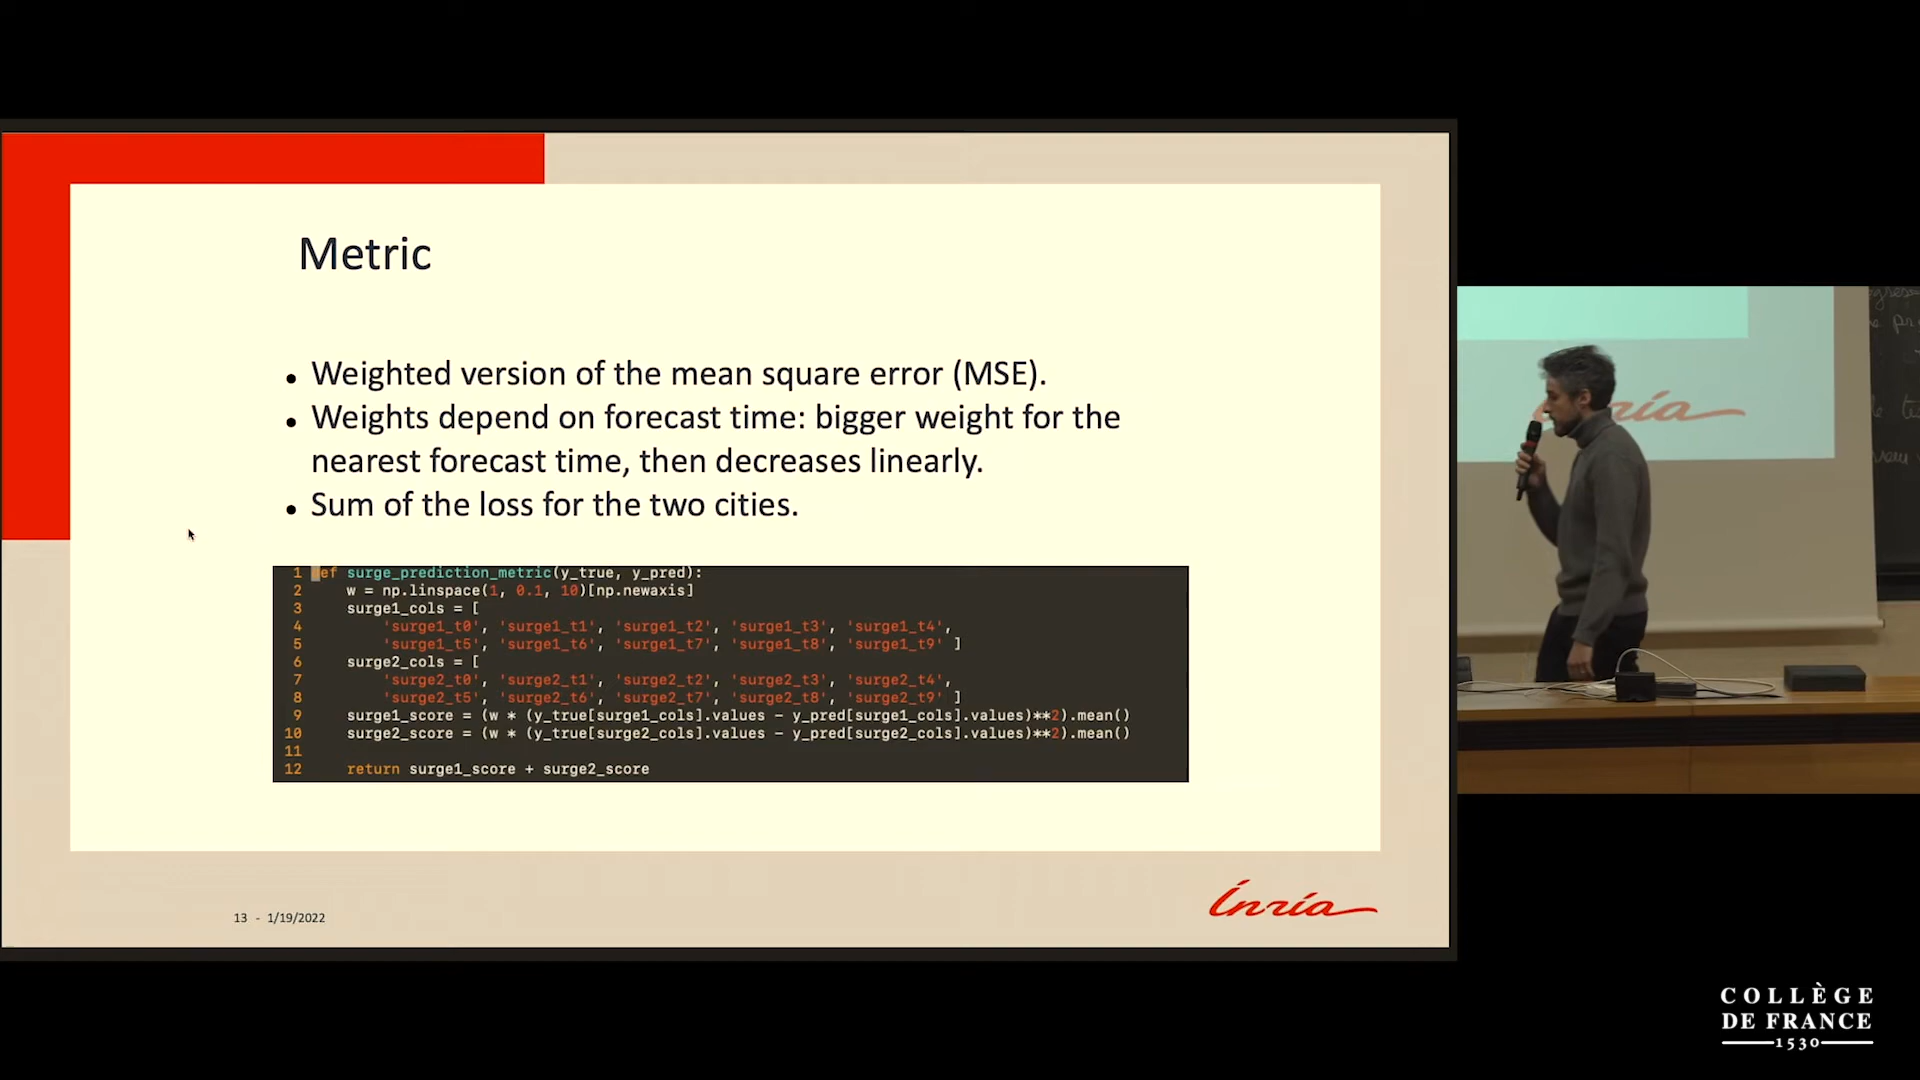 Metric
• Weighted version of the mean square error (MSE).
• Weights depend on forecast time: bigger weight for the
nearest forecast time, then decreases linearly.
• Sum of the loss for the two cities.
1 def surge_prediction_metric(y_true, y_pred):
2     w = np.linspace(1, 0.1, 10)[np.newaxis]
3     surge1_cols = [
4         'surge1_t0', 'surge1_t1', 'surge1_t2', 'surge1_t3', 'surge1_t4',
5         'surge1_t5', 'surge1_t6', 'surge1_t7', 'surge1_t8', 'surge1_t9' ]
6     surge2_cols = [
7         'surge2_t0', 'surge2_t1', 'surge2_t2', 'surge2_t3', 'surge2_t4',
8         'surge2_t5', 'surge2_t6', 'surge2_t7', 'surge2_t8', 'surge2_t9' ]
9     surge1_score = (w * (y_true[surge1_cols].values - y_pred[surge1_cols].values)**2).mean()
10     surge2_score = (w * (y_true[surge2_cols].values - y_pred[surge2_cols].values)**2).mean()
11
12     return surge1_score + surge2_score
13 - 1/19/2022
Inria
COLLÈGE
DE FRANCE
1530